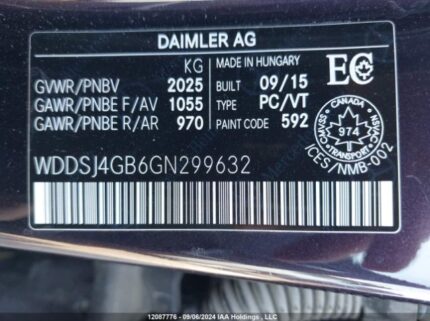 DAIMLER AG
KG
GVWR/PNBV 2025
GAWR/PNBE F/AV 1055
GAWR/PNBE R/AR 970
MADE IN HUNGARY
BUILT 09/15
TYPE PC/VT
PAINT CODE 592
EC
CANADA
974
TRANSPORT
ICES/NMB-002
WDDSJ4GB6GN299632
12087776 - 09/06/2024 IAA Holdings , LLC